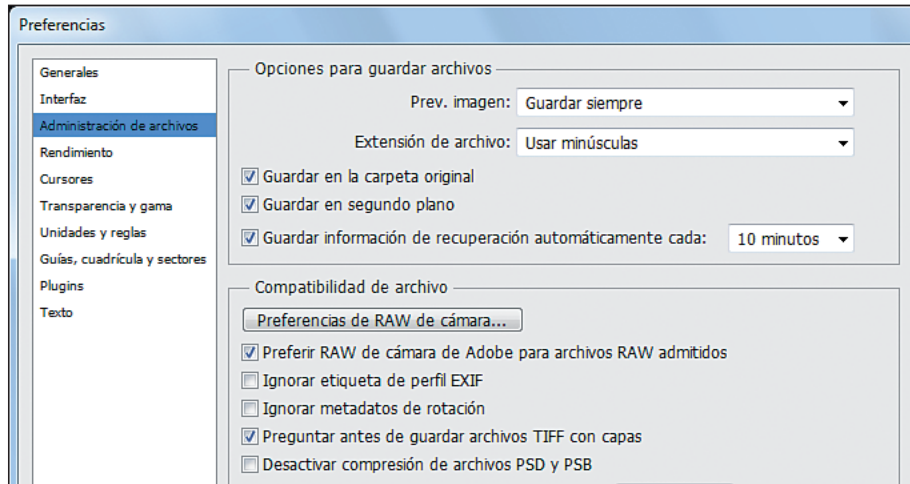 Preferencias
Generales
Interfaz
Administración de archivos
Rendimiento
Cursores
Transparencia y gama
Unidades y reglas
Guías, cuadrícula y sectores
Plugins
Texto
Opciones para guardar archivos
Prev. imagen: Guardar siempre
Extensión de archivo: Usar minúsculas
Guardar en la carpeta original
Guardar en segundo plano
Guardar información de recuperación automáticamente cada: 10 minutos
Compatibilidad de archivo
Preferencias de RAW de cámara...
Preferir RAW de cámara de Adobe para archivos RAW admitidos
Ignorar etiqueta de perfil EXIF
Ignorar metadatos de rotación
Preguntar antes de guardar archivos TIFF con capas
Desactivar compresión de archivos PSD y PSB